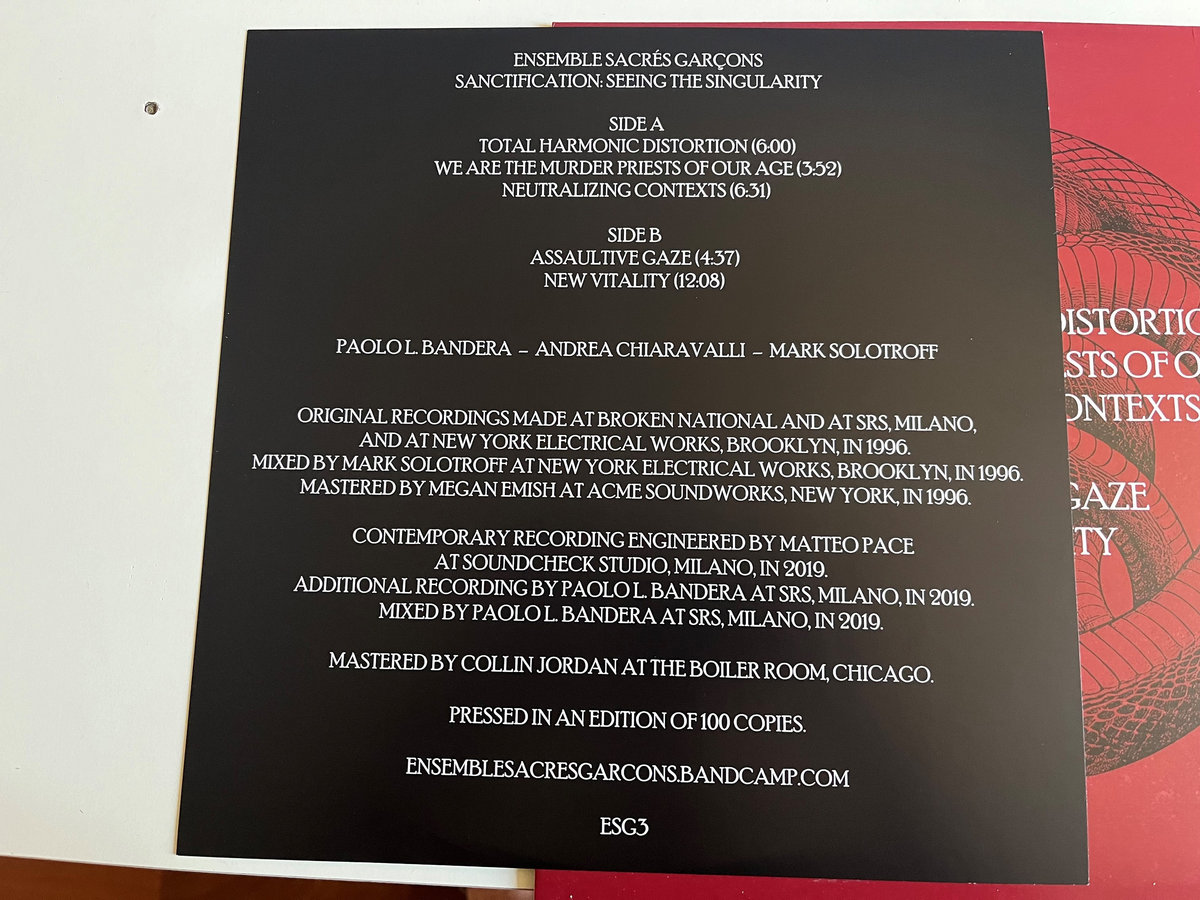 ENSEMBLE SACRÉS GARÇONS
SANCTIFICATION: SEEING THE SINGULARITY
SIDE A
TOTAL HARMONIC DISTORTION (6:00)
WE ARE THE MURDER PRIESTS OF OUR AGE (3:52)
NEUTRALIZING CONTEXTS (6:31)
SIDE B
ASSAULTIVE GAZE (4:37)
NEW VITALITY (12:08)
PAOLO L. BANDERA – ANDREA CHIARAVALLI – MARK SOLOTROFF
ORIGINAL RECORDINGS MADE AT BROKEN NATIONAL AND AT SRS, MILANO,
AND AT NEW YORK ELECTRICAL WORKS, BROOKLYN, IN 1996.
MIXED BY MARK SOLOTROFF AT NEW YORK ELECTRICAL WORKS, BROOKLYN, IN 1996.
MASTERED BY MEGAN EMISH AT ACME SOUNDWORKS, NEW YORK, IN 1996.
CONTEMPORARY RECORDING ENGINEERED BY MATTEO PACE
AT SOUNDCHECK STUDIO, MILANO, IN 2019.
ADDITIONAL RECORDING BY PAOLO L. BANDERA AT SRS, MILANO, IN 2019.
MIXED BY PAOLO L. BANDERA AT SRS, MILANO, IN 2019.
MASTERED BY COLLIN JORDAN AT THE BOILER ROOM, CHICAGO.
PRESSED IN AN EDITION OF 100 COPIES.
ENSEMBLESACRESGARCONS.BANDCAMP.COM
ESG3
DISTORTIO
ESTS OF O
ONTEXTS
GAZE
TY